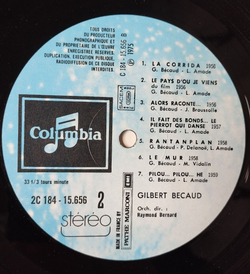 TOUS DROITS
DU PRODUCTEUR
PHONOGRAPHIQUE ET
DU PROPRIETAIRE DE L'ŒUVRE
ENREGISTREE RESERVES.
DUPLICATION, EXECUTION PUBLIQUE,
RADIODIFFUSION DE CE DISQUE
INTERDITES.
C 184 - 15.656 B
Ⓟ 1975
Columbia
33 1/3 tours minute
2C 184 - 15.656
2
stereo
MADE IN FRANCE BY
PATHE MARCONI EMI
1. LA CORRIDA 1958
G. Bécaud - L. Amade
2. LE PAYS D'OU JE VIENS
du film 1956
G. Bécaud - L. Amade
3. ALORS RACONTE...
G. Bécaud
4. IL FAIT DES BONDS... LE
PIERROT QUI DANSE 1957
G. Bécaud - L. Amade
5. RANTANPLAN 1958
G. Bécaud - P. Delanoë, L. Amade
6. LE MUR 1958
G. Bécaud - M. Vidalin
7. PILOU... PILOU... HE 1959
G. Bécaud - L. Amade
GILBERT BECAUD
Orch. dir. :
Raymond Bernard